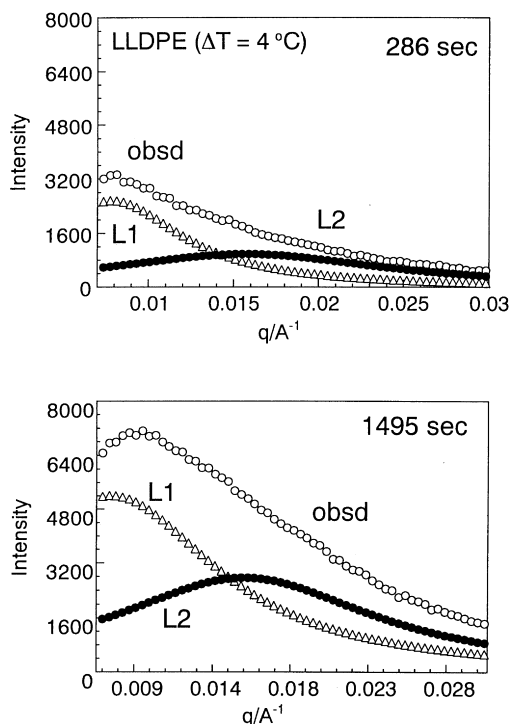 8000
LLDPE (ΔT = 4 °C)
286 sec
6400
4800
Intensity
obsd
3200
L1
L2
1600
0
0.01
0.015
0.02
0.025
0.03
q/A⁻¹
8000
1495 sec
6400
L1
obsd
4800
Intensity
3200
L2
1600
0
0.009
0.014
0.018
0.023
0.028
q/A⁻¹